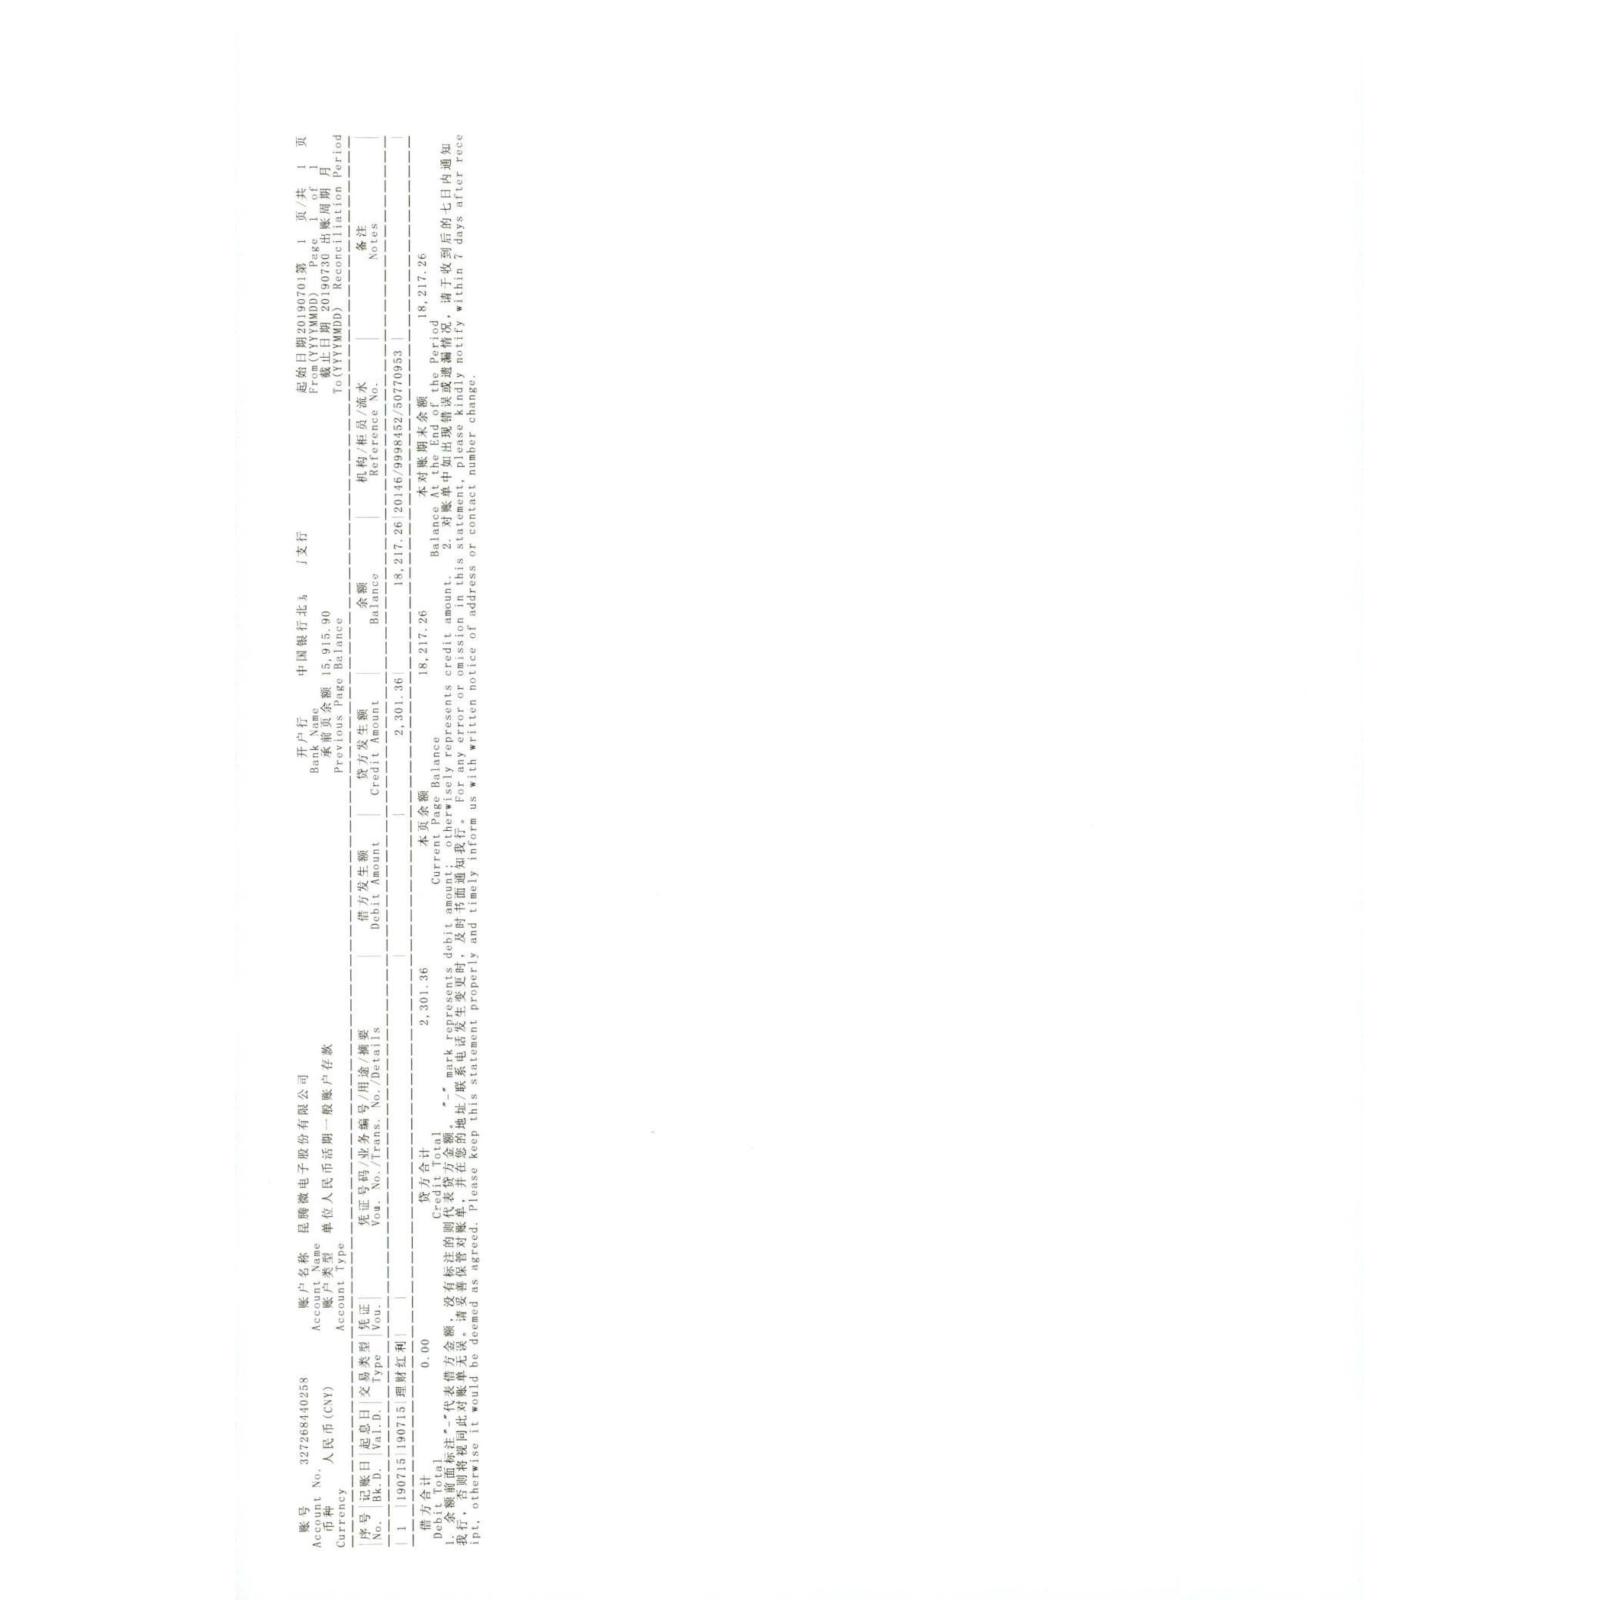 账号 327268440258 账户名称 昆腾微电子股份有限公司 开户行 中国银行北 支行 起始日期20190701第 1 页/共 1 页
Account No. Account Name Bank Name From(YYYYMMDD) Page 1 of 1
币种 人民币(CNY) 账户类型 单位人民币活期一般账户存款 承前页余额 15,915.90 截止日期 20190730 出账周期 月
Currency Account Type Previous Page Balance To(YYYYMMDD) Reconciliation Period
|序号|记账日|起息日|交易类型|凭证|凭证号码/业务编号/用途/摘要|借方发生额|贷方发生额|余额|机构/柜员/流水|备注|
|No.|Bk.D.|Val.D.|Type|Vou.|Vou. No./Trans. No./Details|Debit Amount|Credit Amount|Balance|Reference No.|Notes|
|1|190715|190715|理财红利| | | |2,301.36|18,217.26|20146/9998452/50770953| |
借方合计 0.00 贷方合计 2,301.36 本页余额 18,217.26 本对账期末余额 18,217.26
Debit Total Credit Total Current Page Balance Balance At the End of the Period
1. 余额前面标注"-"代表借方金额，没有标注的则代表贷方金额。 "-" mark represents debit amount; otherwisely represents credit amount. 2. 对账单中如出现错误或遗漏情况，请于收到后的七日内通知
我行，否则将视同此对账单无误。请妥善保管对账单，并在您的地址/联系电话发生变更时，及时书面通知我行。 For any error or omission in this statement, please kindly notify within 7 days after rece
ipt, otherwise it would be deemed as agreed. Please keep this statement properly and timely inform us with written notice of address or contact number change.